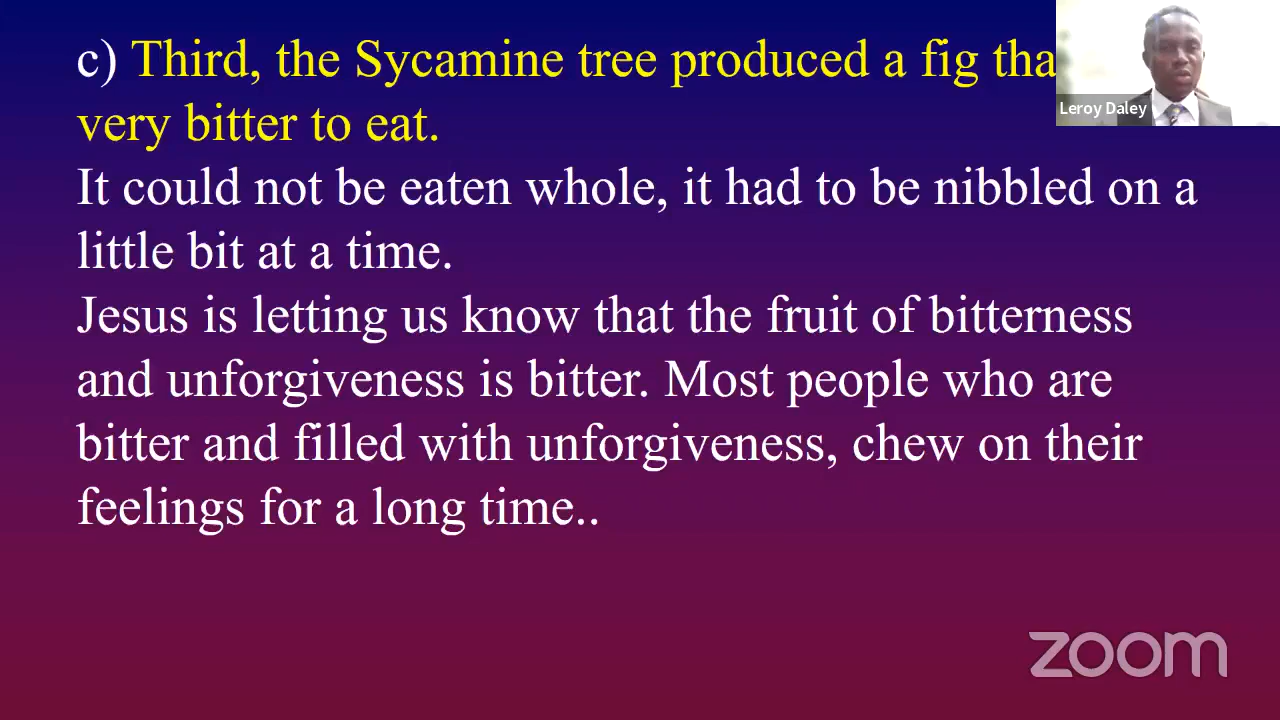 c) Third, the Sycamine tree produced a fig tha
very bitter to eat.
It could not be eaten whole, it had to be nibbled on a
little bit at a time.
Jesus is letting us know that the fruit of bitterness
and unforgiveness is bitter. Most people who are
bitter and filled with unforgiveness, chew on their
feelings for a long time..
Leroy Daley
zoom